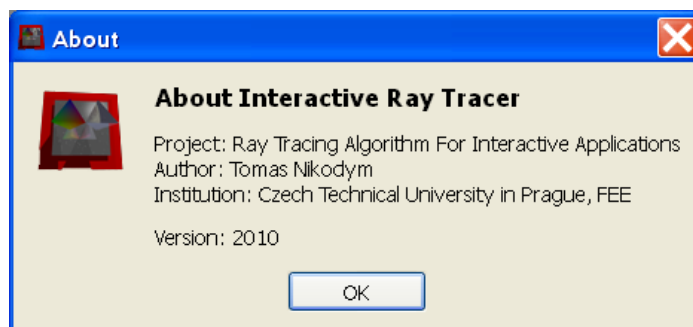 About
About Interactive Ray Tracer
Project: Ray Tracing Algorithm For Interactive Applications
Author: Tomas Nikodym
Institution: Czech Technical University in Prague, FEE
Version: 2010
OK